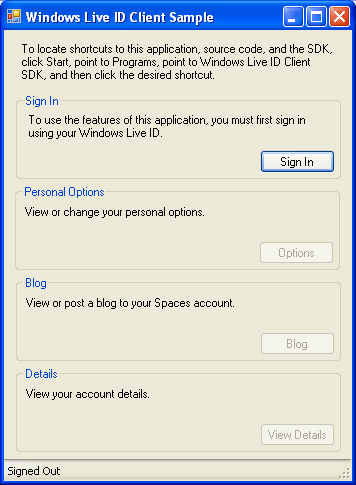 Windows Live ID Client Sample
To locate shortcuts to this application, source code, and the SDK,
click Start, point to Programs, point to Windows Live ID Client
SDK, and then click the desired shortcut.
Sign In
To use the features of this application, you must first sign in
using your Windows Live ID.
Sign In
Personal Options
View or change your personal options.
Options
Blog
View or post a blog to your Spaces account.
Blog
Details
View your account details.
View Details
Signed Out